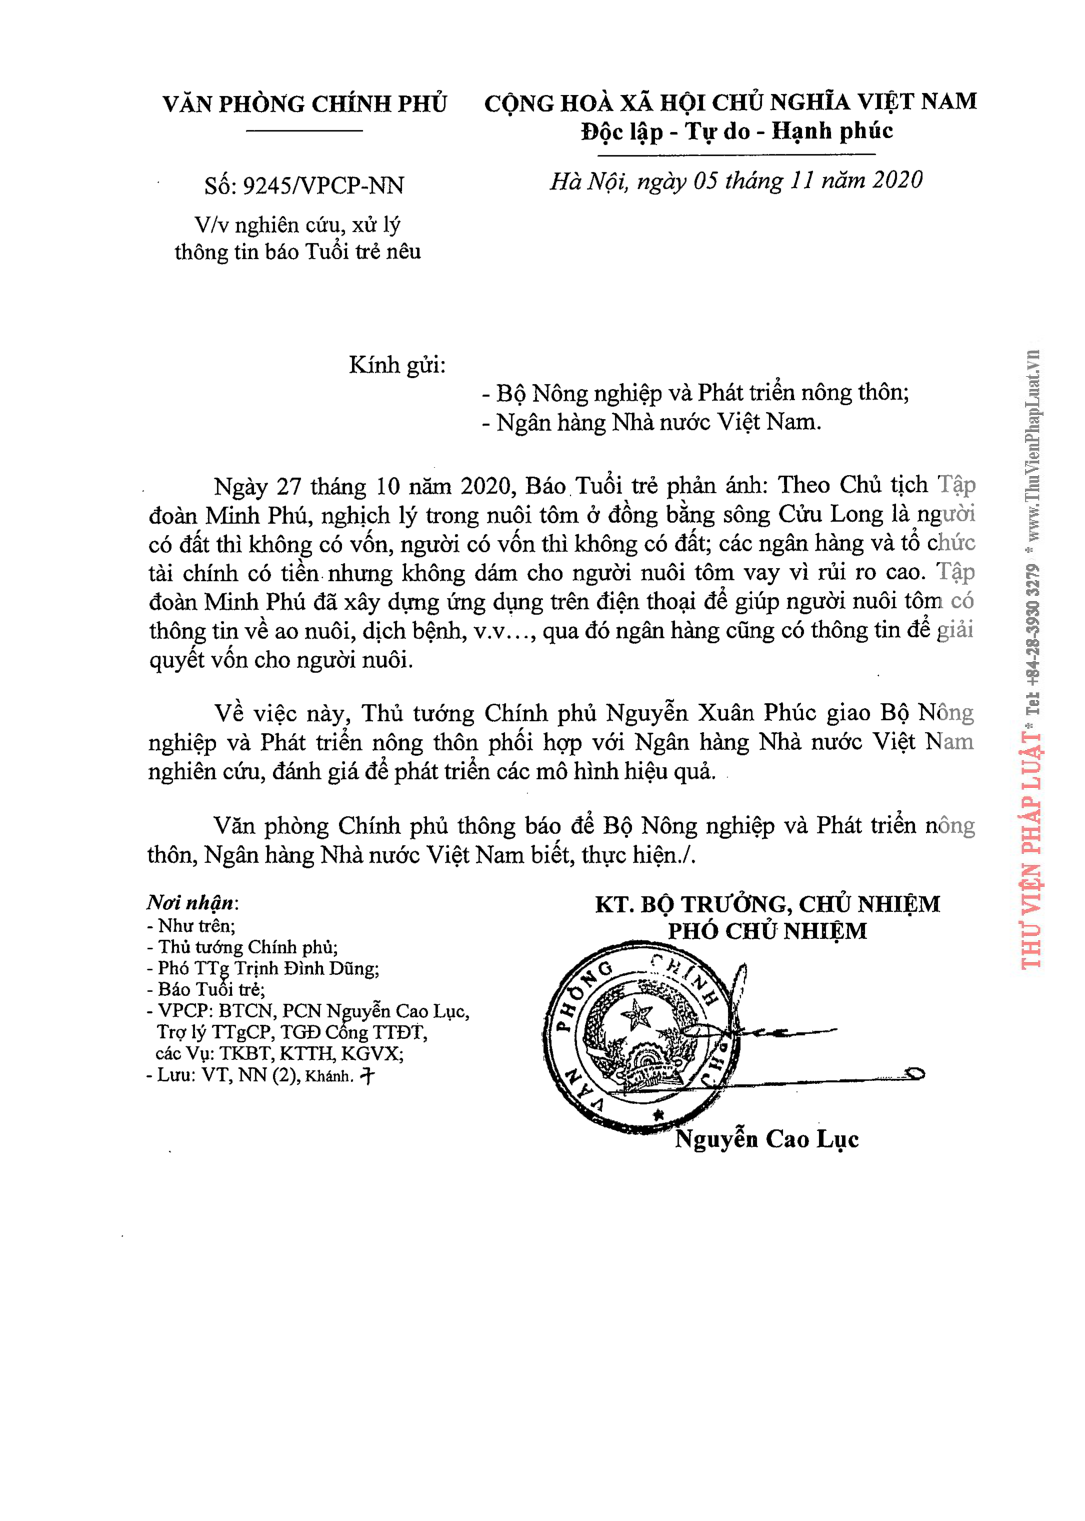 VĂN PHÒNG CHÍNH PHỦ
CỘNG HOÀ XÃ HỘI CHỦ NGHĨA VIỆT NAM
Độc lập - Tự do - Hạnh phúc
Số: 9245/VPCP-NN
Hà Nội, ngày 05 tháng 11 năm 2020
V/v nghiên cứu, xử lý
thông tin báo Tuổi trẻ nêu
Kính gửi:
- Bộ Nông nghiệp và Phát triển nông thôn;
- Ngân hàng Nhà nước Việt Nam.
Ngày 27 tháng 10 năm 2020, Báo Tuổi trẻ phản ánh: Theo Chủ tịch Tập
đoàn Minh Phú, nghịch lý trong nuôi tôm ở đồng bằng sông Cửu Long là người
có đất thì không có vốn, người có vốn thì không có đất; các ngân hàng và tổ chức
tài chính có tiền nhưng không dám cho người nuôi tôm vay vì rủi ro cao. Tập
đoàn Minh Phú đã xây dựng ứng dụng trên điện thoại để giúp người nuôi tôm có
thông tin về ao nuôi, dịch bệnh, v.v…, qua đó ngân hàng cũng có thông tin để giải
quyết vốn cho người nuôi.
Về việc này, Thủ tướng Chính phủ Nguyễn Xuân Phúc giao Bộ Nông
nghiệp và Phát triển nông thôn phối hợp với Ngân hàng Nhà nước Việt Nam
nghiên cứu, đánh giá để phát triển các mô hình hiệu quả.
Văn phòng Chính phủ thông báo để Bộ Nông nghiệp và Phát triển nông
thôn, Ngân hàng Nhà nước Việt Nam biết, thực hiện./.
Nơi nhận:
- Như trên;
- Thủ tướng Chính phủ;
- Phó TTg Trịnh Đình Dũng;
- Báo Tuổi trẻ;
- VPCP: BTCN, PCN Nguyễn Cao Lục,
Trợ lý TTgCP, TGĐ Cổng TTĐT,
các Vụ: TKBT, KTTH, KGVX;
- Lưu: VT, NN (2), Khánh.
KT. BỘ TRƯỞNG, CHỦ NHIỆM
PHÓ CHỦ NHIỆM
VĂN PHÒNG CHÍNH PHỦ
Nguyễn Cao Lục
THƯ VIỆN PHÁP LUẬT * Tel: +84-28-3930 3279 * www.ThuVienPhapLuat.vn